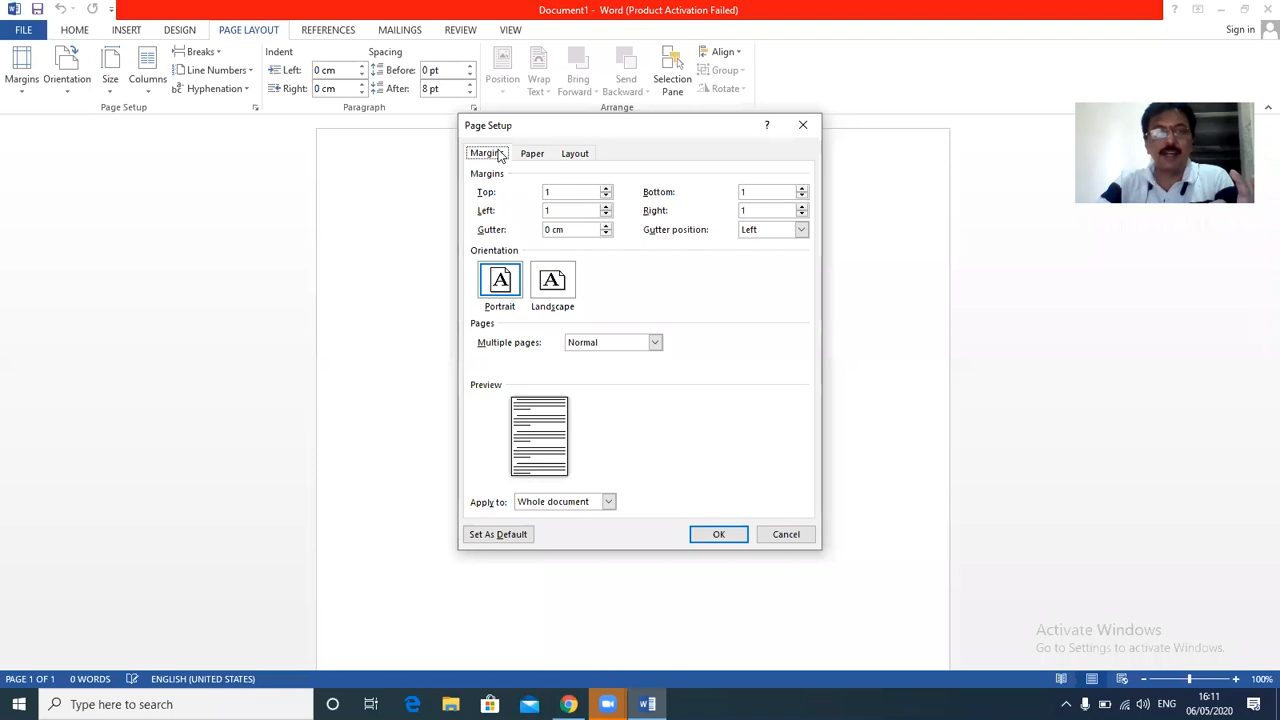 Document1 - Word (Product Activation Failed)
FILE HOME INSERT DESIGN PAGE LAYOUT REFERENCES MAILINGS REVIEW VIEW Sign in
Margins Orientation Size Columns
Breaks
Line Numbers
Hyphenation
Page Setup
Indent Spacing
Left: 0 cm Before: 0 pt
Right: 0 cm After: 8 pt
Paragraph
Position Wrap Text Bring Forward Send Backward Selection Pane
Align
Group
Rotate
Arrange
Page Setup
Margins Paper Layout
Margins
Top: 1 Bottom: 1
Left: 1 Right: 1
Gutter: 0 cm Gutter position: Left
Orientation
Portrait Landscape
Pages
Multiple pages: Normal
Preview
Apply to: Whole document
Set As Default OK Cancel
Activate Windows
Go to Settings to activate Windows.
PAGE 1 OF 1 0 WORDS ENGLISH (UNITED STATES) 100%
Type here to search
ENG
16:11
06/05/2020